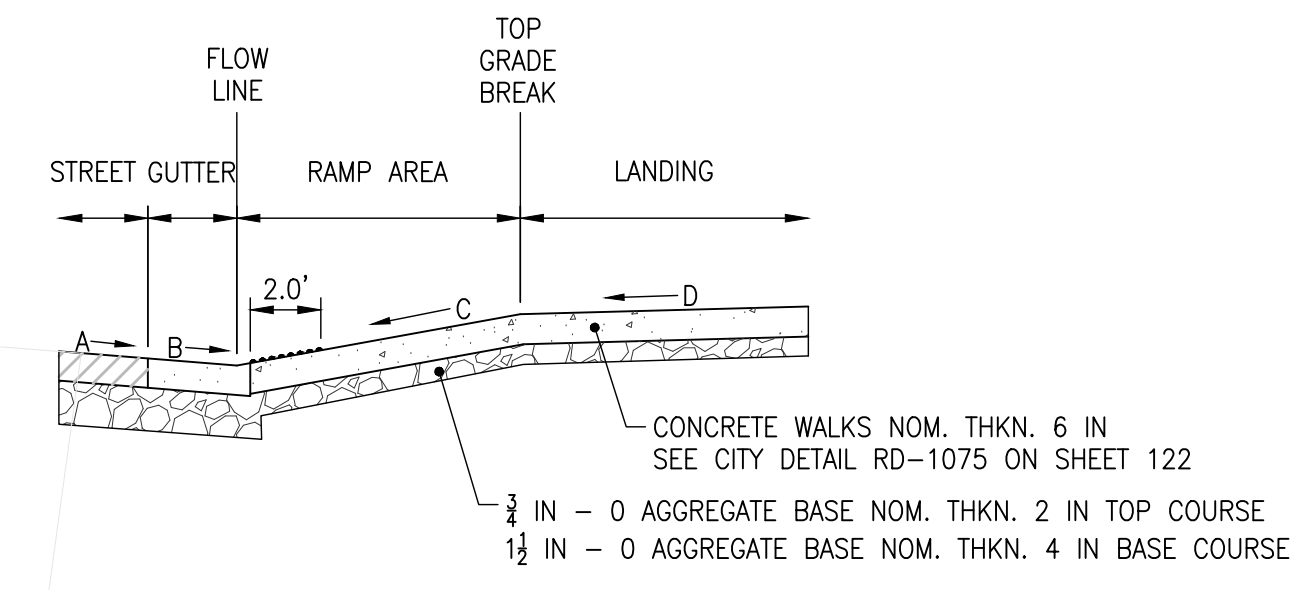 TOP
GRADE
BREAK
FLOW
LINE
STREET GUTTER
RAMP AREA
LANDING
2.0'
A
B
C
D
CONCRETE WALKS NOM. THKN. 6 IN
SEE CITY DETAIL RD-1075 ON SHEET 122
3/4 IN - 0 AGGREGATE BASE NOM. THKN. 2 IN TOP COURSE
1 1/2 IN - 0 AGGREGATE BASE NOM. THKN. 4 IN BASE COURSE